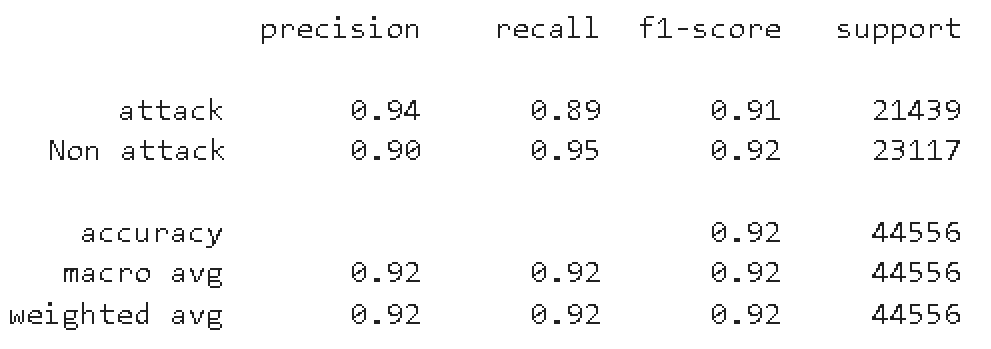 precision recall f1-score support
attack 0.94 0.89 0.91 21439
Non attack 0.90 0.95 0.92 23117
accuracy 0.92 44556
macro avg 0.92 0.92 0.92 44556
weighted avg 0.92 0.92 0.92 44556